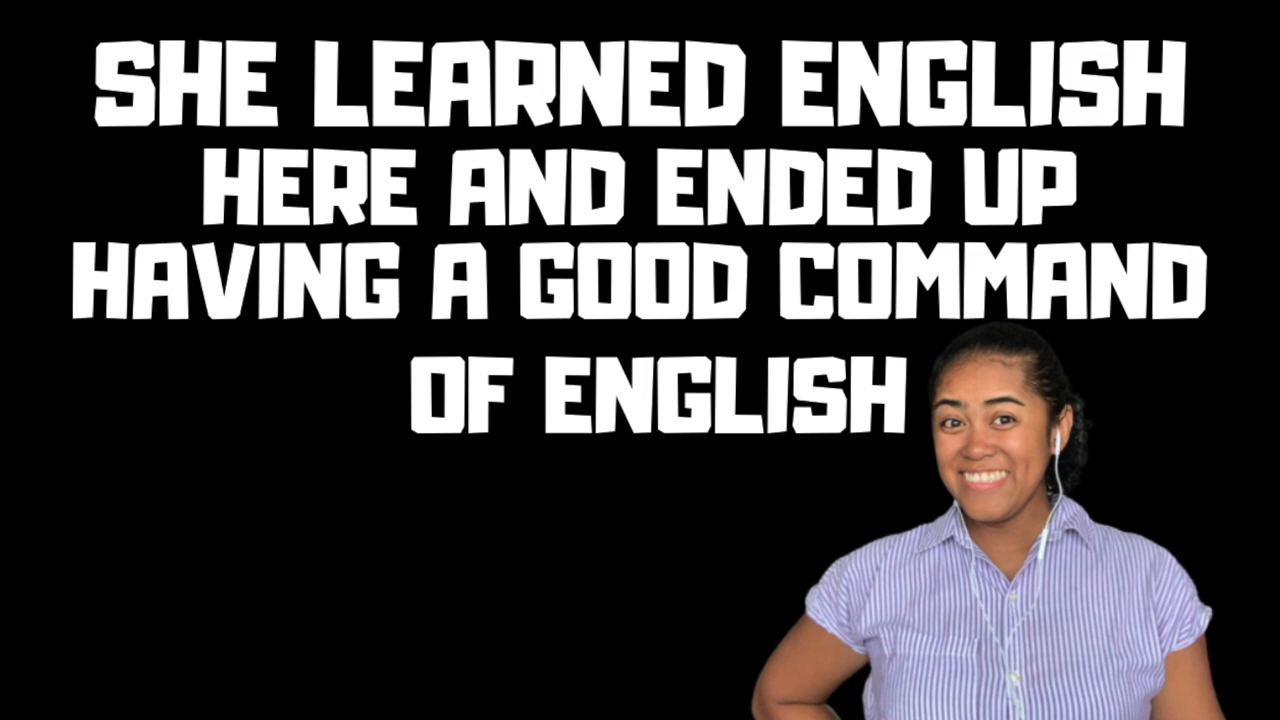 SHE LEARNED ENGLISH
HERE AND ENDED UP
HAVING A GOOD COMMAND
OF ENGLISH